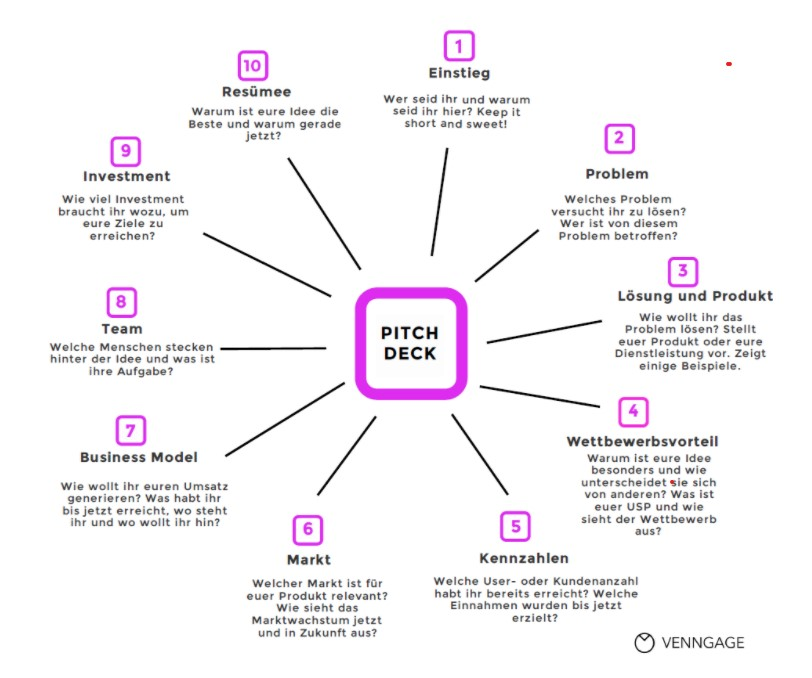 1
Einstieg
Wer seid ihr und warum
seid ihr hier? Keep it
short and sweet!
2
Problem
Welches Problem
versucht ihr zu lösen?
Wer ist von diesem
Problem betroffen?
3
Lösung und Produkt
Wie wollt ihr das
Problem lösen? Stellt
euer Produkt oder eure
Dienstleistung vor. Zeigt
einige Beispiele.
4
Wettbewerbsvorteil
Warum ist eure Idee
besonders und wie
unterscheidet sie sich
von anderen? Was ist
euer USP und wie
sieht der Wettbewerb
aus?
5
Kennzahlen
Welche User- oder Kundenanzahl
habt ihr bereits erreicht? Welche
Einnahmen wurden bis jetzt
erzielt?
6
Markt
Welcher Markt ist für
euer Produkt relevant?
Wie sieht das
Marktwachstum jetzt
und in Zukunft aus?
7
Business Model
Wie wollt ihr euren Umsatz
generieren? Was habt ihr
bis jetzt erreicht, wo steht
ihr und wo wollt ihr hin?
8
Team
Welche Menschen stecken
hinter der Idee und was ist
ihre Aufgabe?
9
Investment
Wie viel Investment
braucht ihr wozu, um
eure Ziele zu
erreichen?
10
Resümee
Warum ist eure Idee die
Beste und warum gerade
jetzt?
PITCH
DECK
VENNGAGE